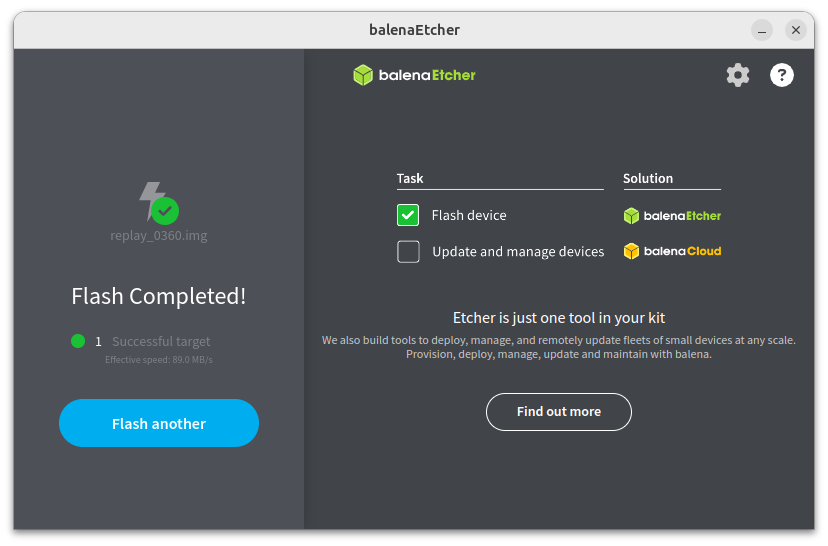 balenaEtcher
replay_0360.img
Flash Completed!
1 Successful target
Effective speed: 89.0 MB/s
Flash another
balenaEtcher
?
Task Solution
Flash device balenaEtcher
Update and manage devices balenaCloud
Etcher is just one tool in your kit
We also build tools to deploy, manage, and remotely update fleets of small devices at any scale.
Provision, deploy, manage, update and maintain with balena.
Find out more